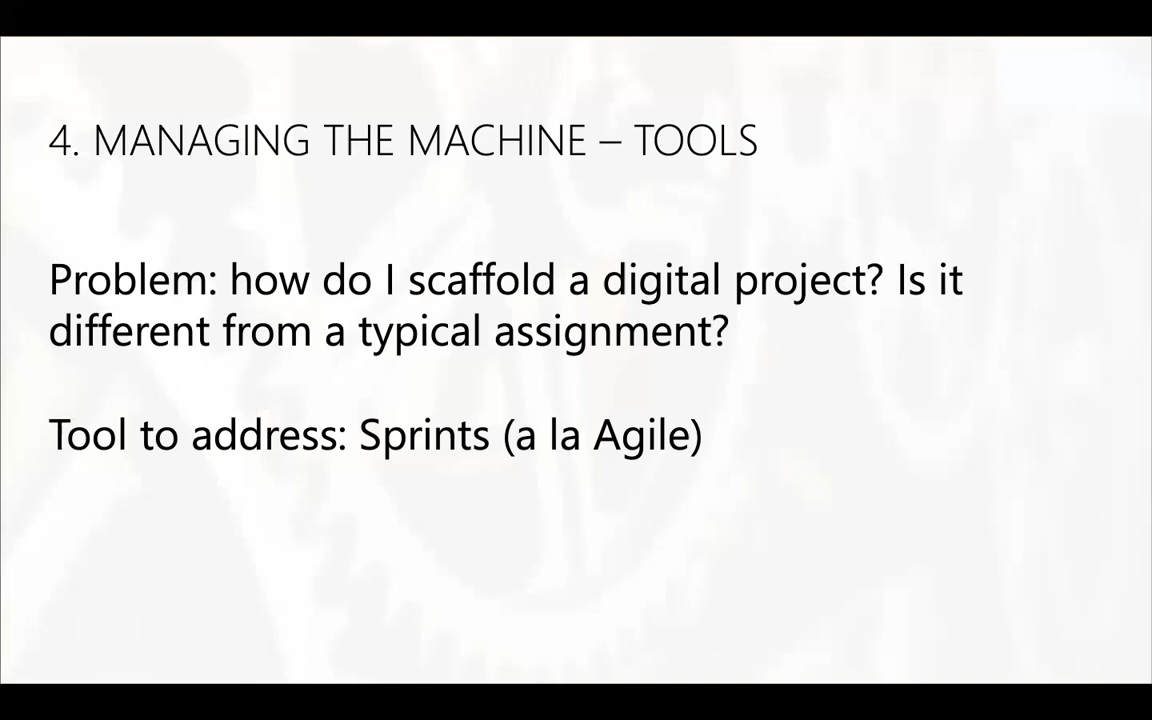 4. MANAGING THE MACHINE – TOOLS
Problem: how do I scaffold a digital project? Is it
different from a typical assignment?
Tool to address: Sprints (a la Agile)